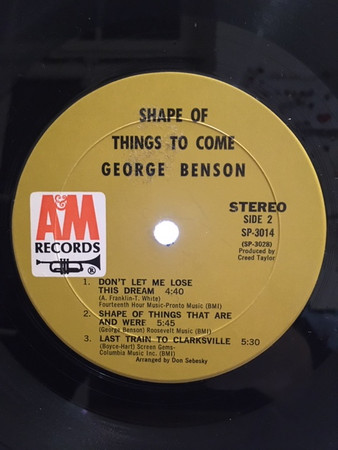 SHAPE OF
THINGS TO COME
GEORGE BENSON
STEREO
SIDE 2
SP-3014
(SP-3028)
Produced by
Creed Taylor
A&M
RECORDS
®
1. DON'T LET ME LOSE
THIS DREAM 4:40
(A. Franklin-T. White)
Fourteenth Hour Music-Pronto Music (BMI)
2. SHAPE OF THINGS THAT ARE
AND WERE 5:45
(George Benson) Roosevelt Music (BMI)
3. LAST TRAIN TO CLARKSVILLE 5:30
(Boyce-Hart) Screen Gems-
Columbia Music Inc. (BMI)
Arranged by Don Sebesky